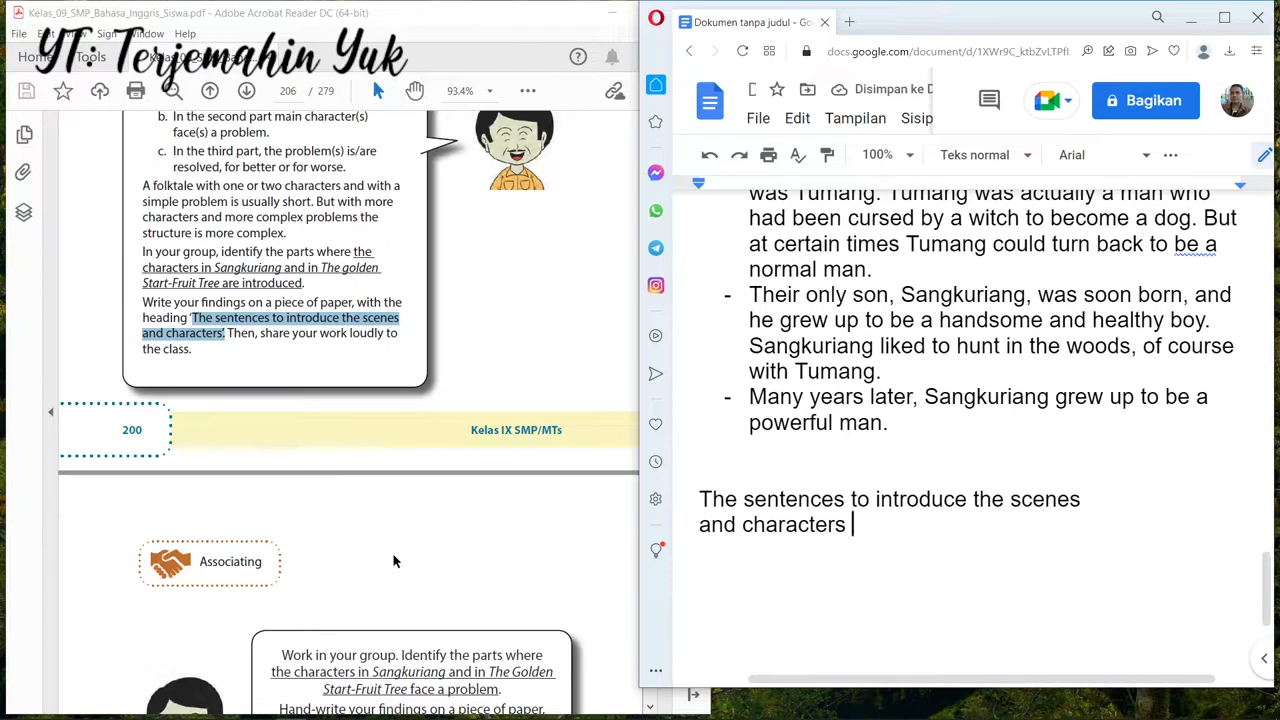 Kelas_09_SMP_Bahasa_Inggris_Siswa.pdf - Adobe Acrobat Reader DC (64-bit)
File Edit View Sign Window Help
YT: Terjemahin Yuk
Home Tools
206 / 279
93.4%
b. In the second part main character(s)
face(s) a problem.
c. In the third part, the problem(s) is/are
resolved, for better or for worse.
A folktale with one or two characters and with a
simple problem is usually short. But with more
characters and more complex problems the
structure is more complex.
In your group, identify the parts where the
characters in Sangkuriang and in The golden
Start-Fruit Tree are introduced.
Write your findings on a piece of paper, with the
heading ‘The sentences to introduce the scenes
and characters’. Then, share your work loudly to
the class.
200
Kelas IX SMP/MTs
Associating
Work in your group. Identify the parts where
the characters in Sangkuriang and in The Golden
Start-Fruit Tree face a problem.
Hand-write your findings on a piece of paper,
Dokumen tanpa judul - Go
docs.google.com/document/d/1XWr9C_ktbZvLTPfI
Disimpan ke D
File Edit Tampilan Sisip
Bagikan
100%
Teks normal
Arial
was Tumang. Tumang was actually a man who
had been cursed by a witch to become a dog. But
at certain times Tumang could turn back to be a
normal man.
- Their only son, Sangkuriang, was soon born, and
he grew up to be a handsome and healthy boy.
Sangkuriang liked to hunt in the woods, of course
with Tumang.
- Many years later, Sangkuriang grew up to be a
powerful man.
The sentences to introduce the scenes
and characters